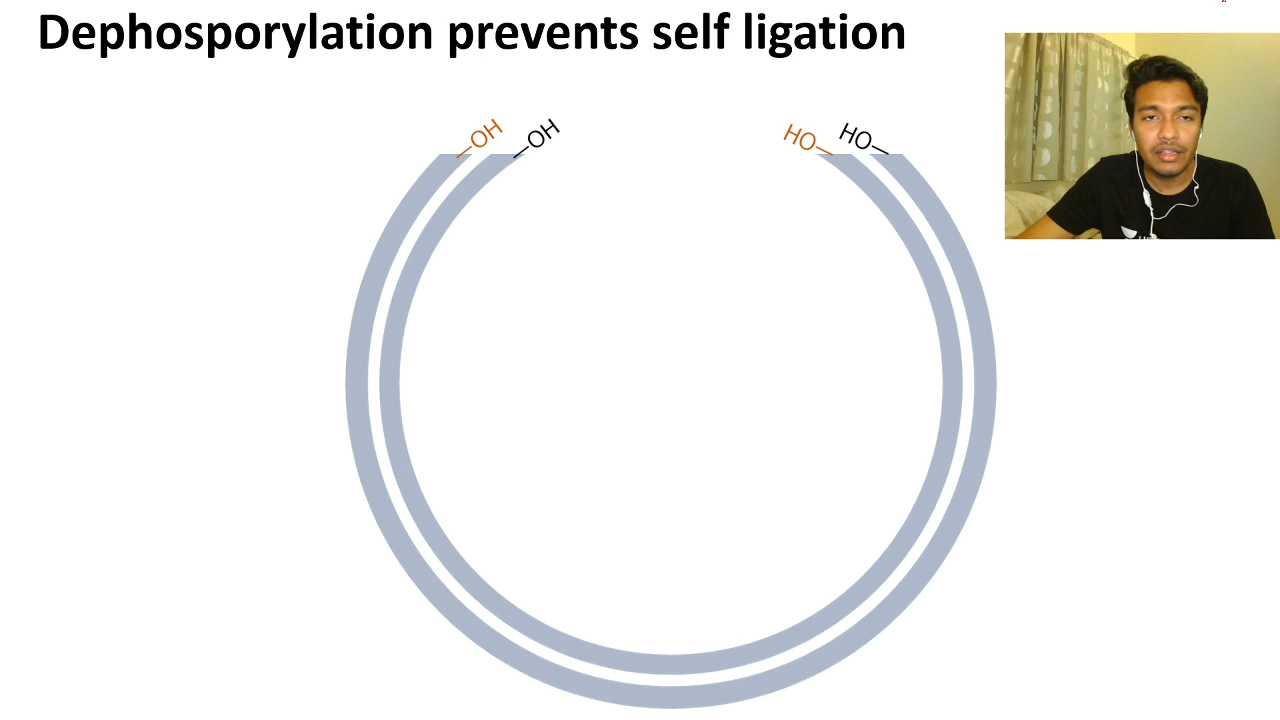 Dephosporylation prevents self ligation
—OH —OH HO— HO—